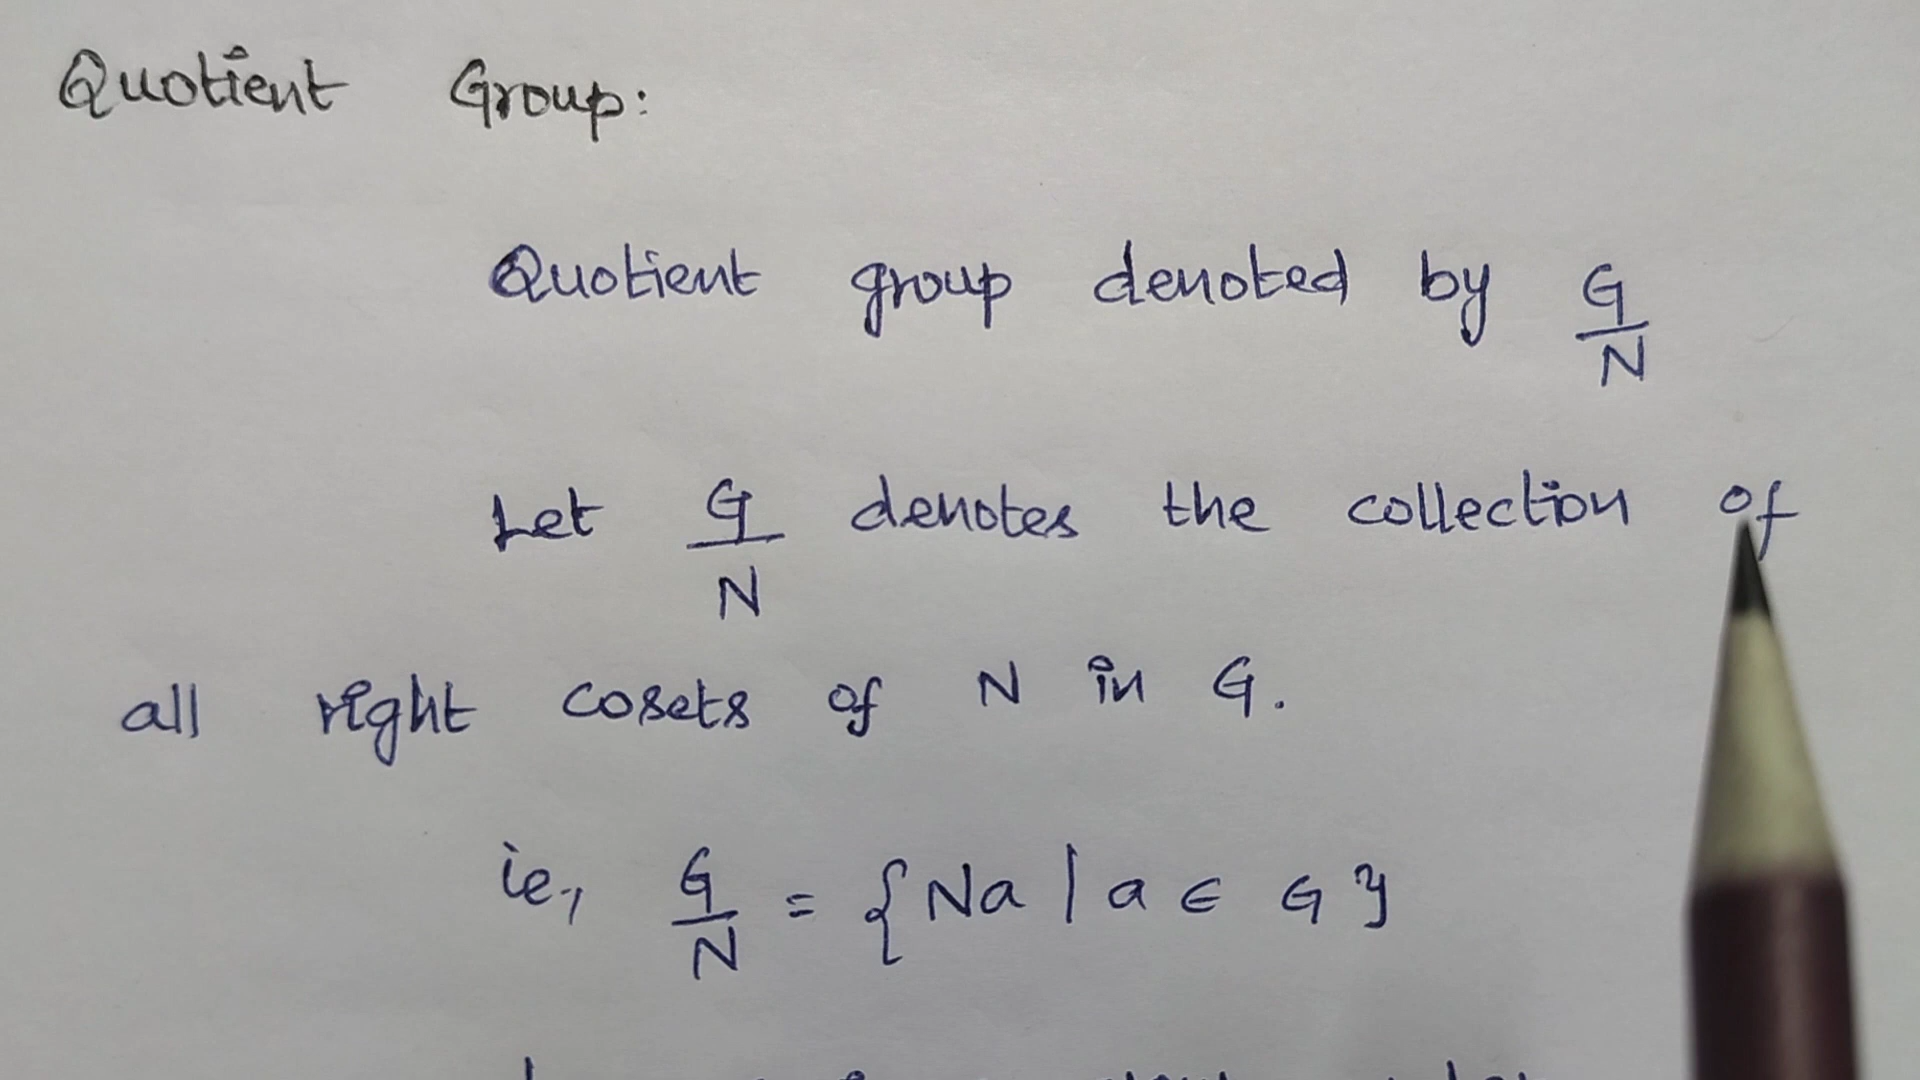 Quotient Group:
Quotient group denoted by G/N
Let G/N denotes the collection of
all right cosets of N in G.
ie., G/N = {Na | a ∈ G}